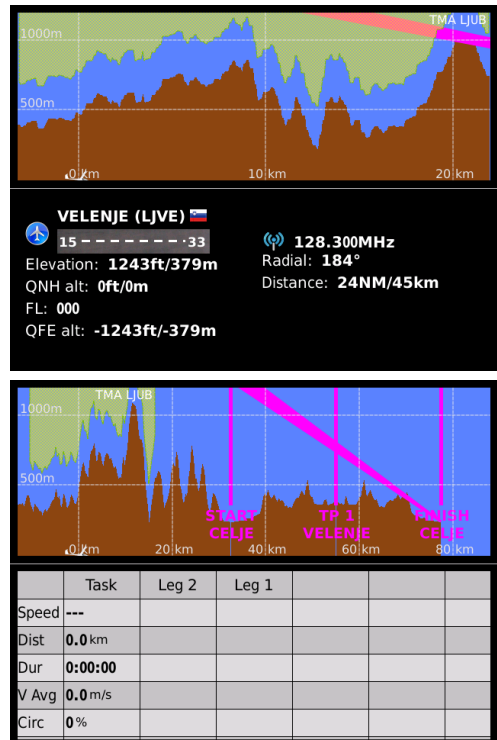 TMA LJUB
1000m
500m
0 km 10 km 20 km
VELENJE (LJVE)
15 33
Elevation: 1243ft/379m
QNH alt: 0ft/0m
FL: 000
QFE alt: -1243ft/-379m
128.300MHz
Radial: 184°
Distance: 24NM/45km
TMA LJUB
1000m
500m
START TP 1 FINISH
CELJE VELENJE CELJE
0 km 20 km 40 km 60 km 80 km
Task Leg 2 Leg 1
Speed ---
Dist 0.0 km
Dur 0:00:00
V Avg 0.0 m/s
Circ 0 %